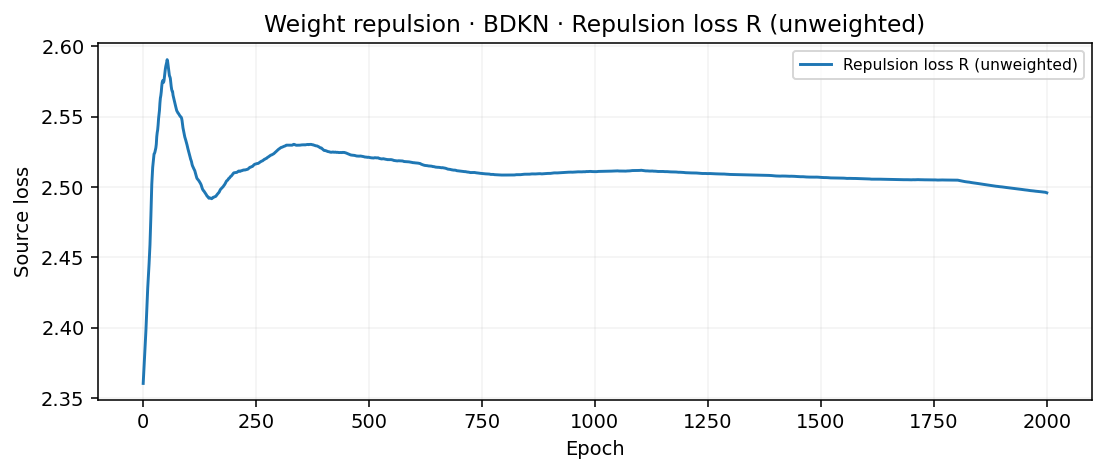 Weight repulsion · BDKN · Repulsion loss R (unweighted)
Repulsion loss R (unweighted)
Source loss
2.60
2.55
2.50
2.45
2.40
2.35
0 250 500 750 1000 1250 1500 1750 2000
Epoch